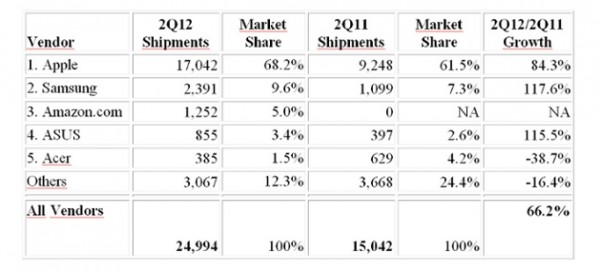 Vendor 2Q12 Shipments Market Share 2Q11 Shipments Market Share 2Q12/2Q11 Growth
1. Apple 17,042 68.2% 9,248 61.5% 84.3%
2. Samsung 2,391 9.6% 1,099 7.3% 117.6%
3. Amazon.com 1,252 5.0% 0 NA NA
4. ASUS 855 3.4% 397 2.6% 115.5%
5. Acer 385 1.5% 629 4.2% -38.7%
Others 3,067 12.3% 3,668 24.4% -16.4%
All Vendors 24,994 100% 15,042 100% 66.2%